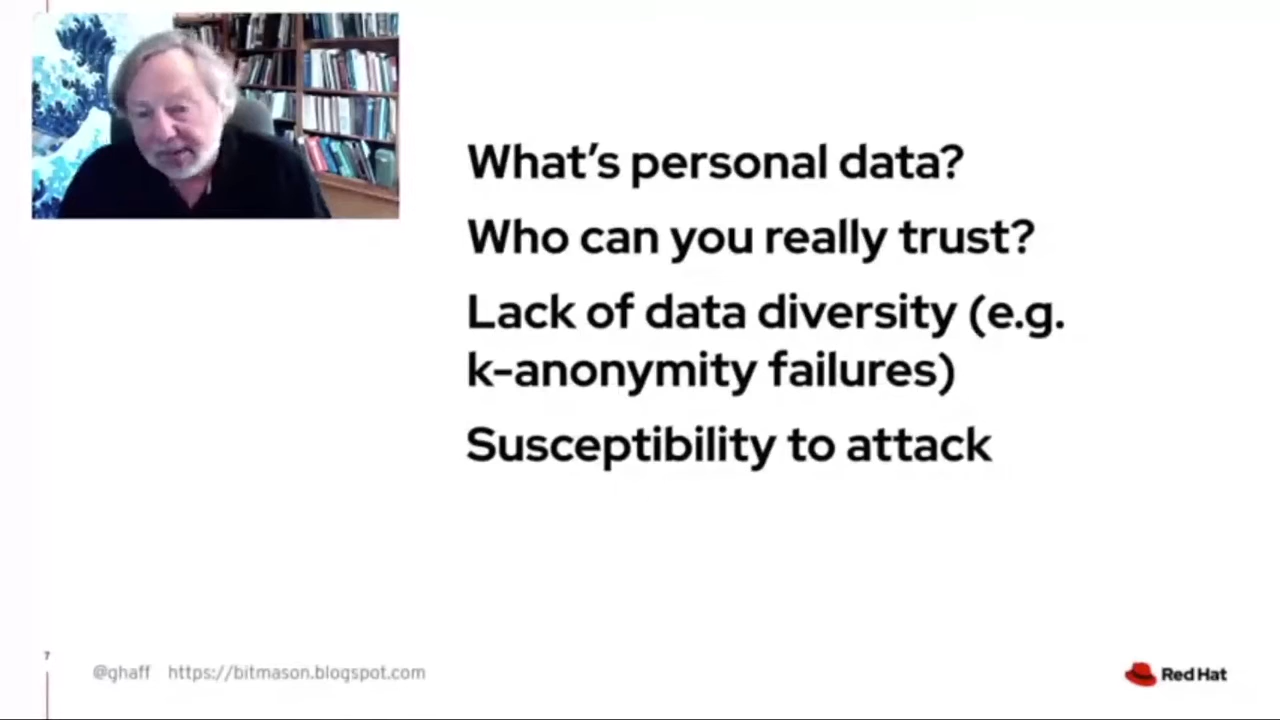 What's personal data?
Who can you really trust?
Lack of data diversity (e.g.
k-anonymity failures)
Susceptibility to attack
7
@ghaff https://bitmason.blogspot.com
Red Hat